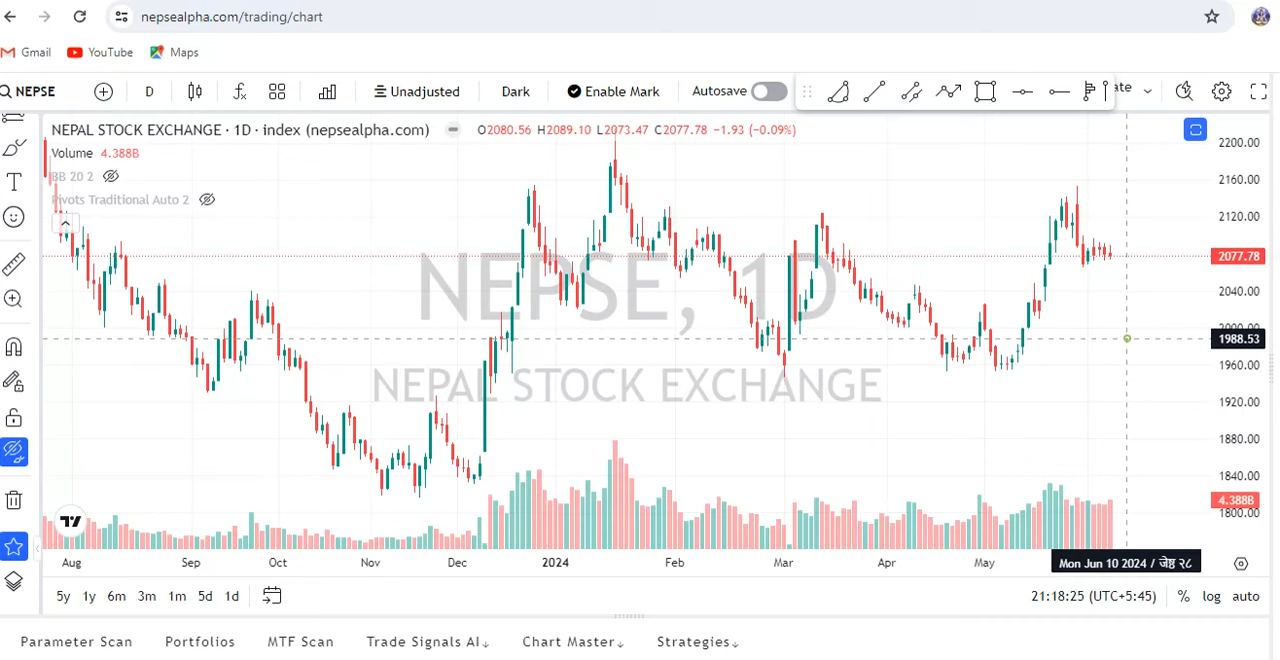 nepsealpha.com/trading/chart
Gmail YouTube Maps
NEPSE D Unadjusted Dark Enable Mark Autosave ate
NEPAL STOCK EXCHANGE · 1D · index (nepsealpha.com) O2080.56 H2089.10 L2073.47 C2077.78 −1.93 (−0.09%)
Volume 4.388B
BB 20 2
Pivots Traditional Auto 2
NEPSE, 1D
NEPAL STOCK EXCHANGE
2200.00
2160.00
2120.00
2077.78
2040.00
2000.00
1988.53
1960.00
1920.00
1880.00
1840.00
4.388B
1800.00
Aug Sep Oct Nov Dec 2024 Feb Mar Apr May Mon Jun 10 2024 / जेष्ठ २८
5y 1y 6m 3m 1m 5d 1d 21:18:25 (UTC+5:45) % log auto
Parameter Scan Portfolios MTF Scan Trade Signals AI↓ Chart Master↓ Strategies↓